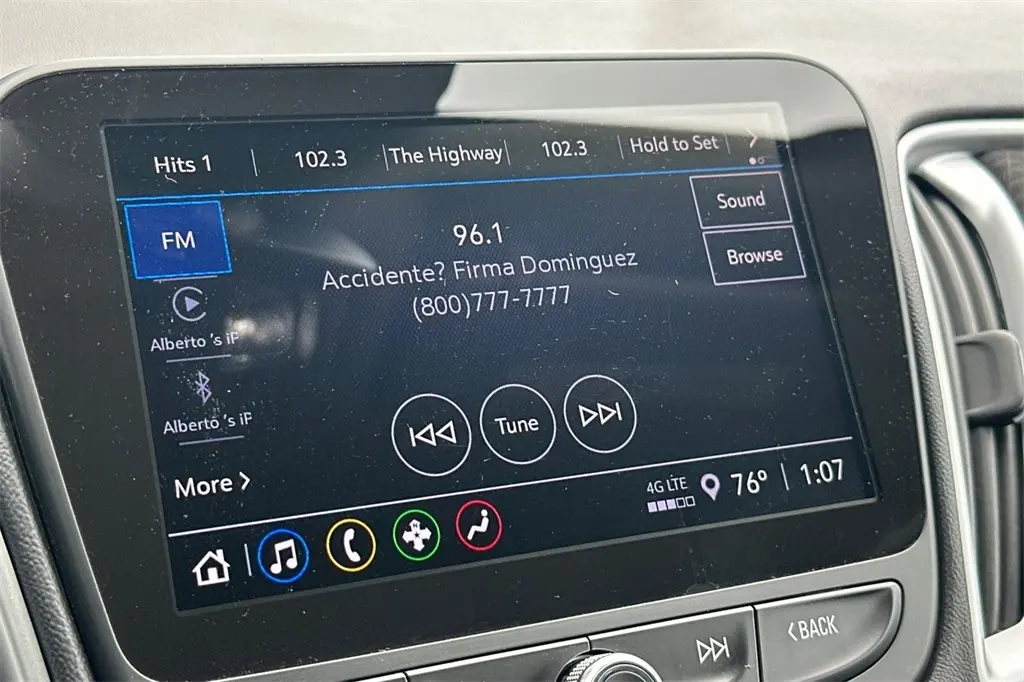 Hits 1 102.3 The Highway 102.3 Hold to Set
FM
96.1
Accidente? Firma Dominguez
(800)777-7777
Sound
Browse
Alberto 's iP
Alberto 's iP
More
Tune
4G LTE 76° 1:07
BACK